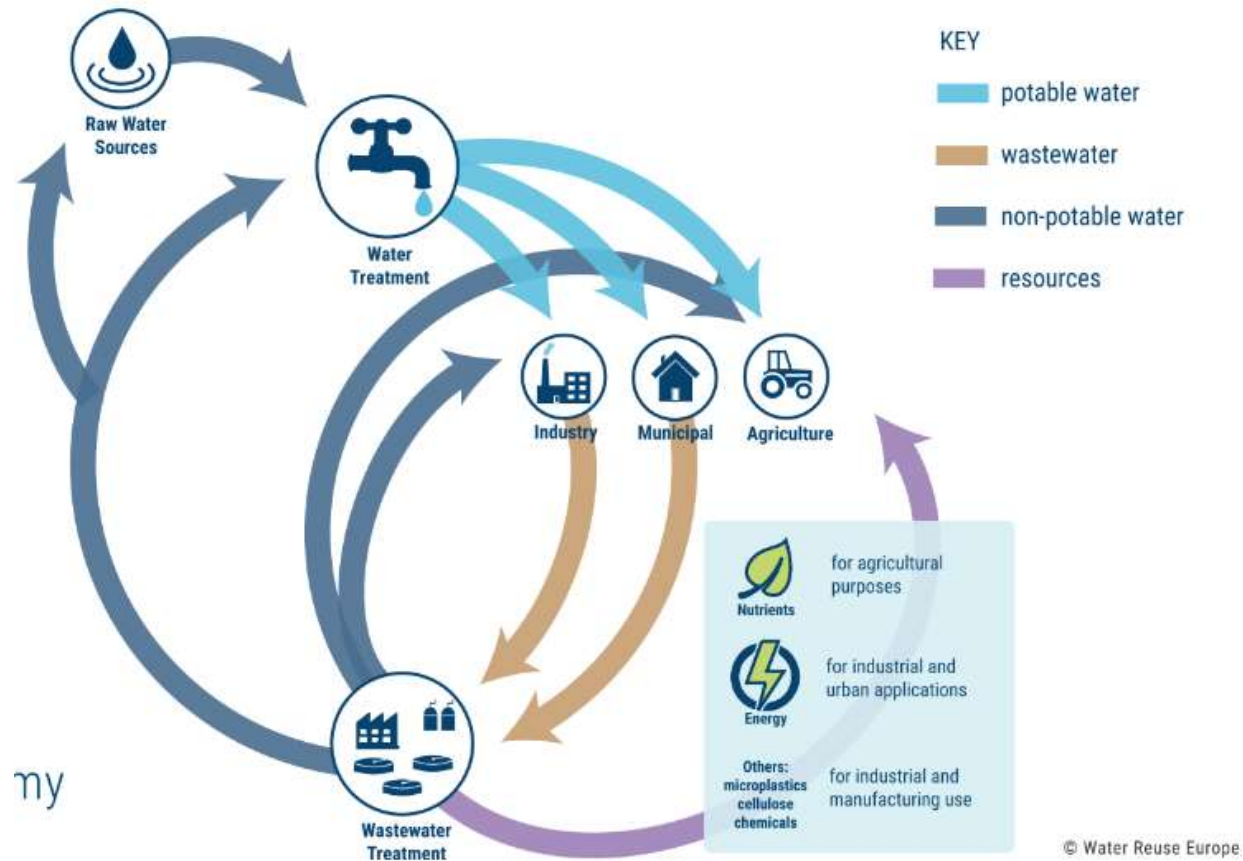 Raw Water
Sources
Water
Treatment
KEY
potable water
wastewater
non-potable water
resources
Industry
Municipal
Agriculture
Nutrients
for agricultural
purposes
Energy
for industrial and
urban applications
Others:
microplastics
cellulose
chemicals
for industrial and
manufacturing use
my
Wastewater
Treatment
© Water Reuse Europe